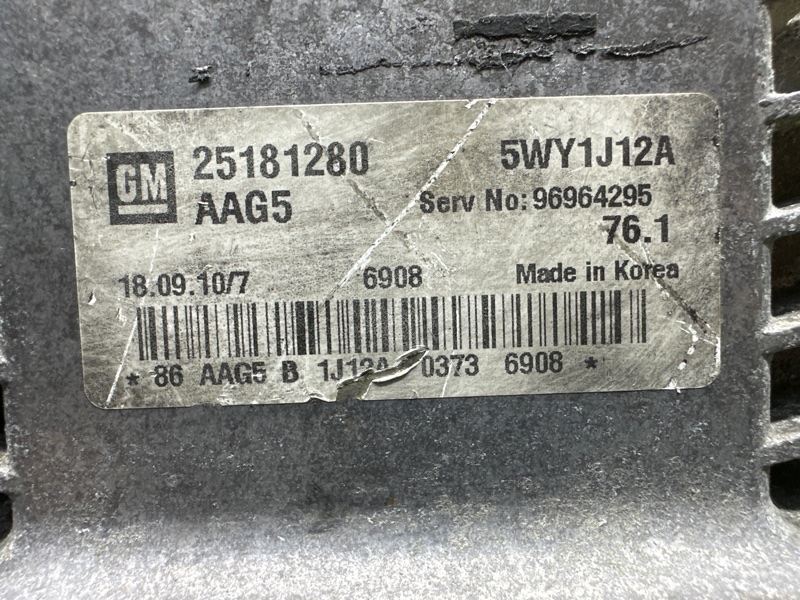 GM 25181280 5WY1J12A
AAG5 Serv No: 96964295
76.1
18.09.10/7 6908 Made in Korea
* 86 AAG5 B 1J12A 0373 6908 *